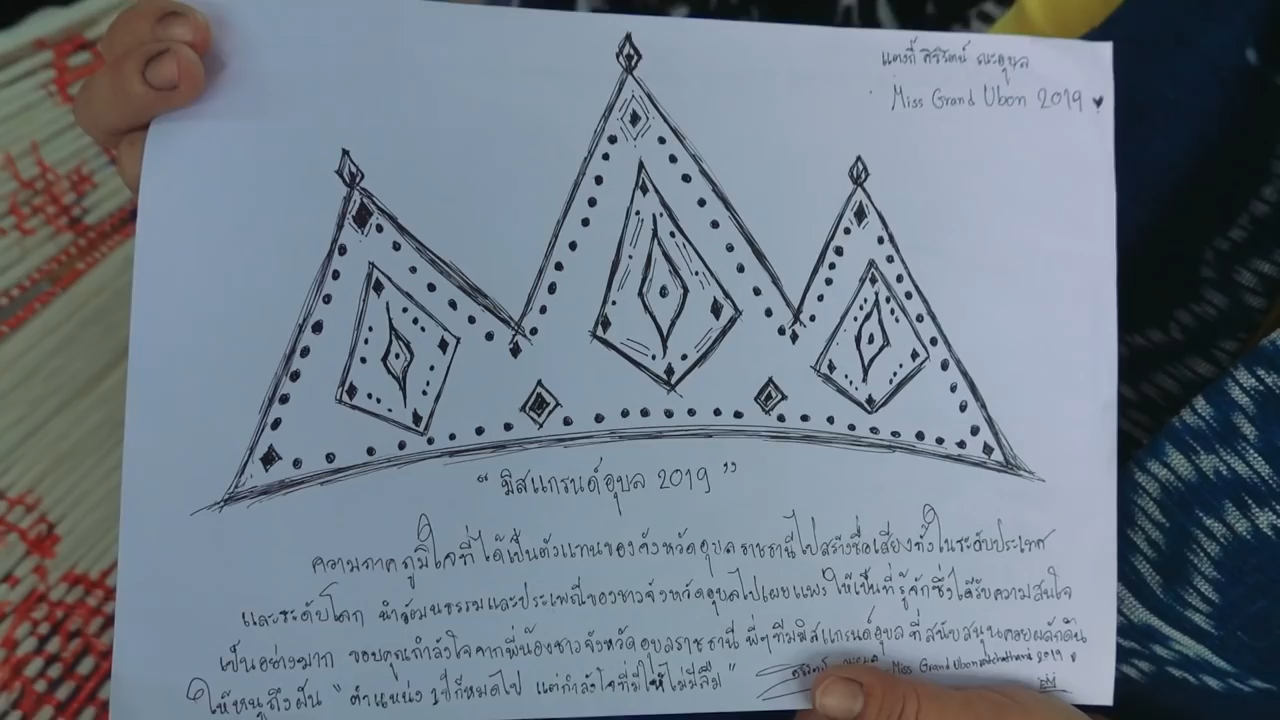 แตงกี้ ศิริรัตน์ ณะอุบล
Miss Grand Ubon 2019
“ มิสแกรนด์อุบล 2019 ”
ความภาคภูมิใจที่ได้เป็นตัวแทนของจังหวัดอุบลราชธานีไปสร้างชื่อเสียงทั้งในระดับประเทศ
และระดับโลก นำวัฒนธรรมและประเพณีของชาวจังหวัดอุบลไปเผยแพร่ให้เป็นที่รู้จักซึ่งได้รับความสนใจ
เป็นอย่างมาก ขอบคุณกำลังใจจากพี่น้องชาวจังหวัดอุบลราชธานี พี่ๆทีมมิสแกรนด์อุบล ที่สนับสนุนคอยผลักดัน
ให้หนูถึงฝัน “ ตำแหน่ง 1ปีก็หมดไป แต่กำลังใจที่มีให้ไม่มีลืม ”
Miss Grand Ubonratchathani 2019